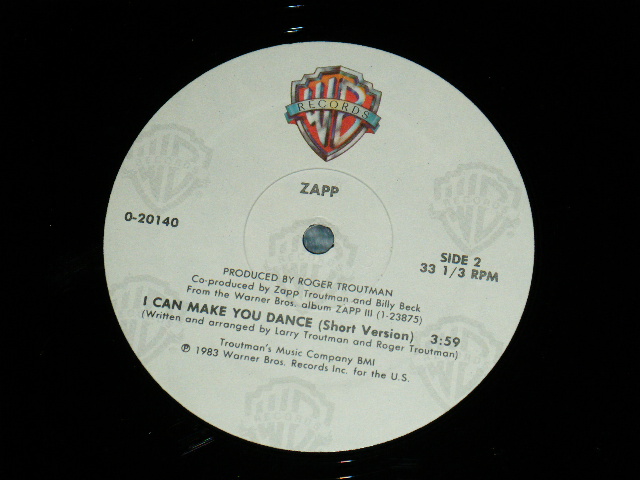 WB
RECORDS
ZAPP
0-20140
SIDE 2
33 1/3 RPM
PRODUCED BY ROGER TROUTMAN
Co-produced by Zapp Troutman and Billy Beck
From the Warner Bros. album ZAPP III (1-23875)
I CAN MAKE YOU DANCE (Short Version) 3:59
(Written and arranged by Larry Troutman and Roger Troutman)
Troutman's Music Company BMI
℗ 1983 Warner Bros. Records Inc. for the U.S.